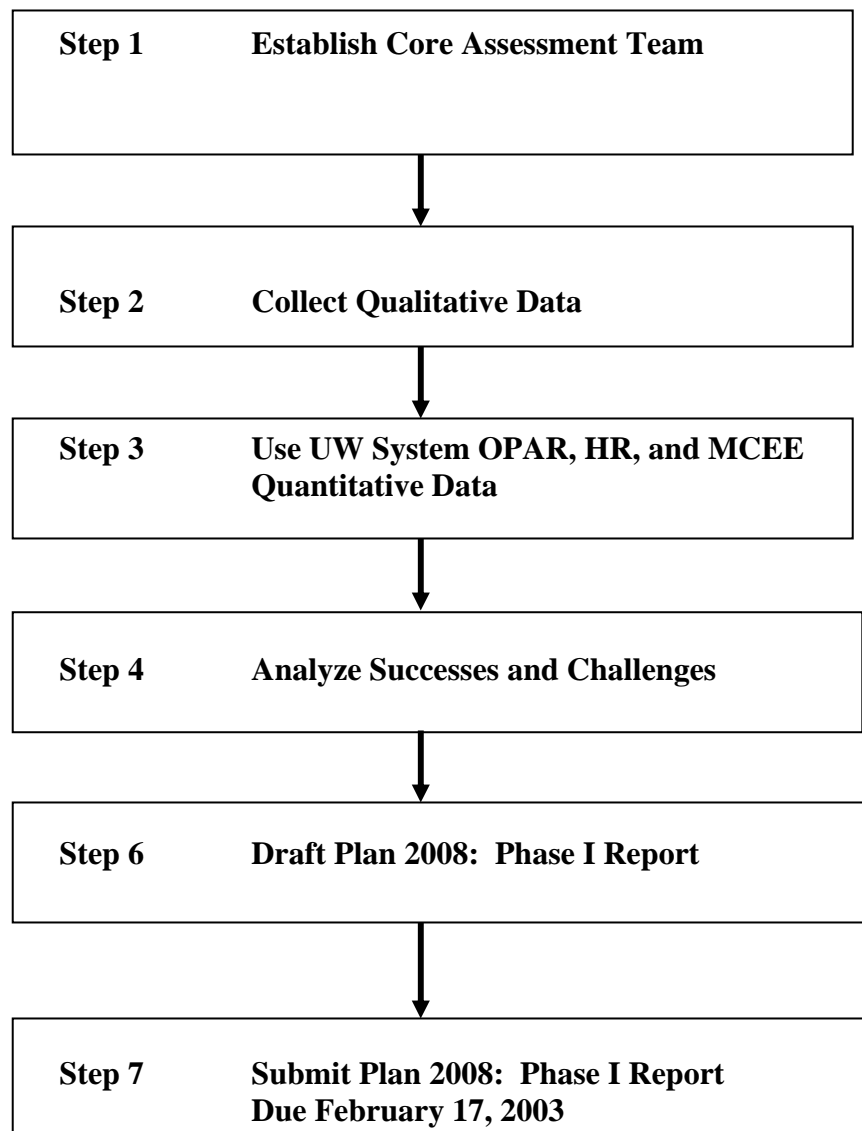 Step 1 Establish Core Assessment Team
Step 2 Collect Qualitative Data
Step 3 Use UW System OPAR, HR, and MCEE
Quantitative Data
Step 4 Analyze Successes and Challenges
Step 6 Draft Plan 2008: Phase I Report
Step 7 Submit Plan 2008: Phase I Report
Due February 17, 2003